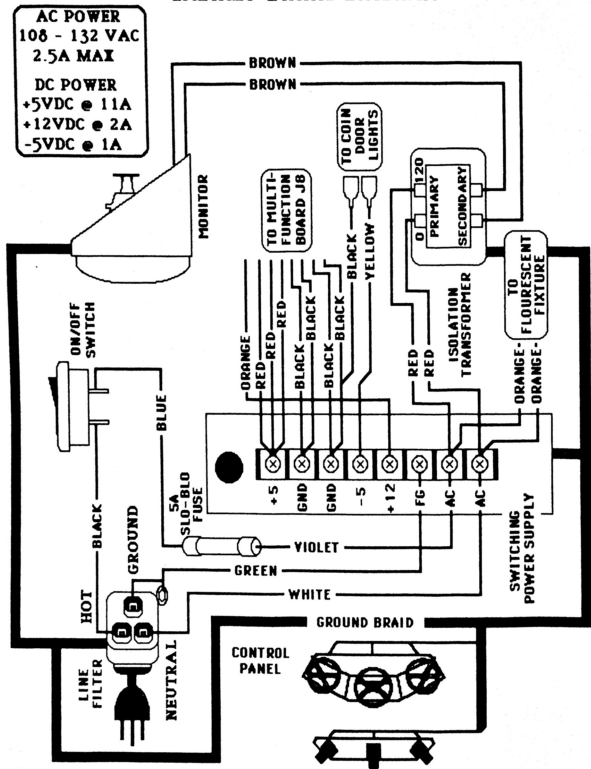 AC POWER
108 - 132 VAC
2.5A MAX
DC POWER
+5VDC @ 11A
+12VDC @ 2A
-5VDC @ 1A
BROWN
BROWN
MONITOR
TO MULTI-
FUNCTION
BOARD J8
TO COIN
DOOR
LIGHTS
120
0
PRIMARY
SECONDARY
ISOLATION
TRANSFORMER
TO
FLOURESCENT
FIXTURE
ON/OFF
SWITCH
ORANGE
RED
RED
RED
BLACK
BLACK
BLACK
BLACK
BLACK
YELLOW
RED
RED
ORANGE
ORANGE
BLUE
BLACK
+5
GND
GND
-5
+12
FG
AC
AC
SWITCHING
POWER SUPPLY
5A
SLO-BLO
FUSE
VIOLET
GREEN
WHITE
GROUND
HOT
NEUTRAL
LINE
FILTER
GROUND BRAID
CONTROL
PANEL